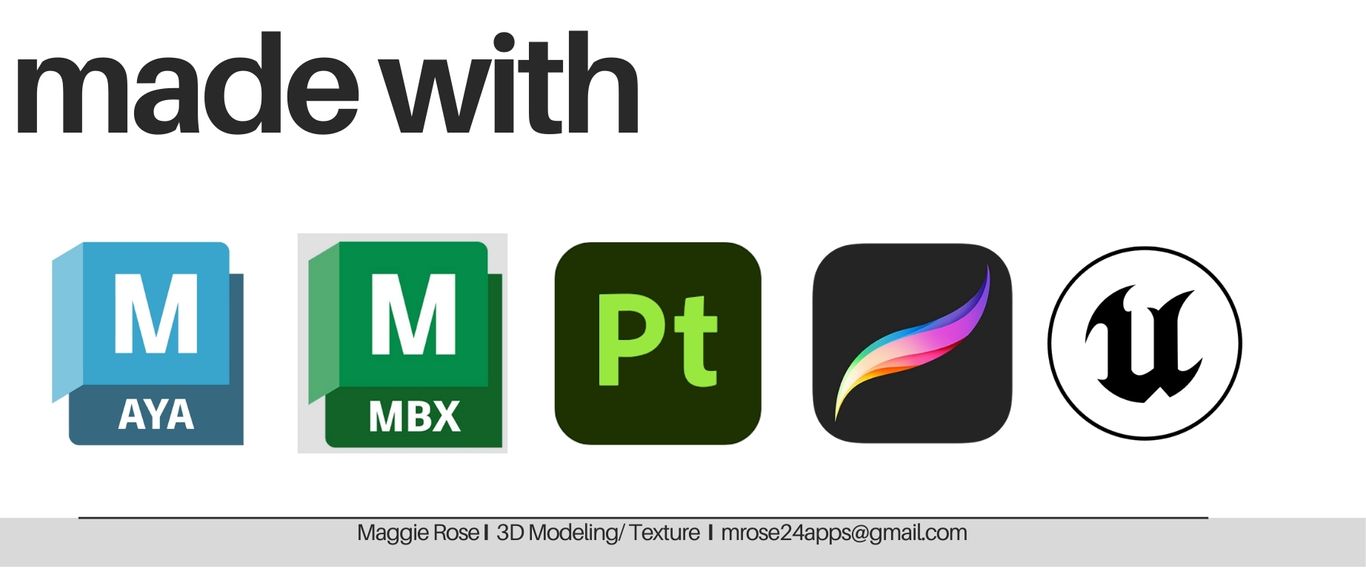 made with
M
AYA
M
MBX
Pt
u
Maggie Rose I 3D Modeling/ Texture I mrose24apps@gmail.com